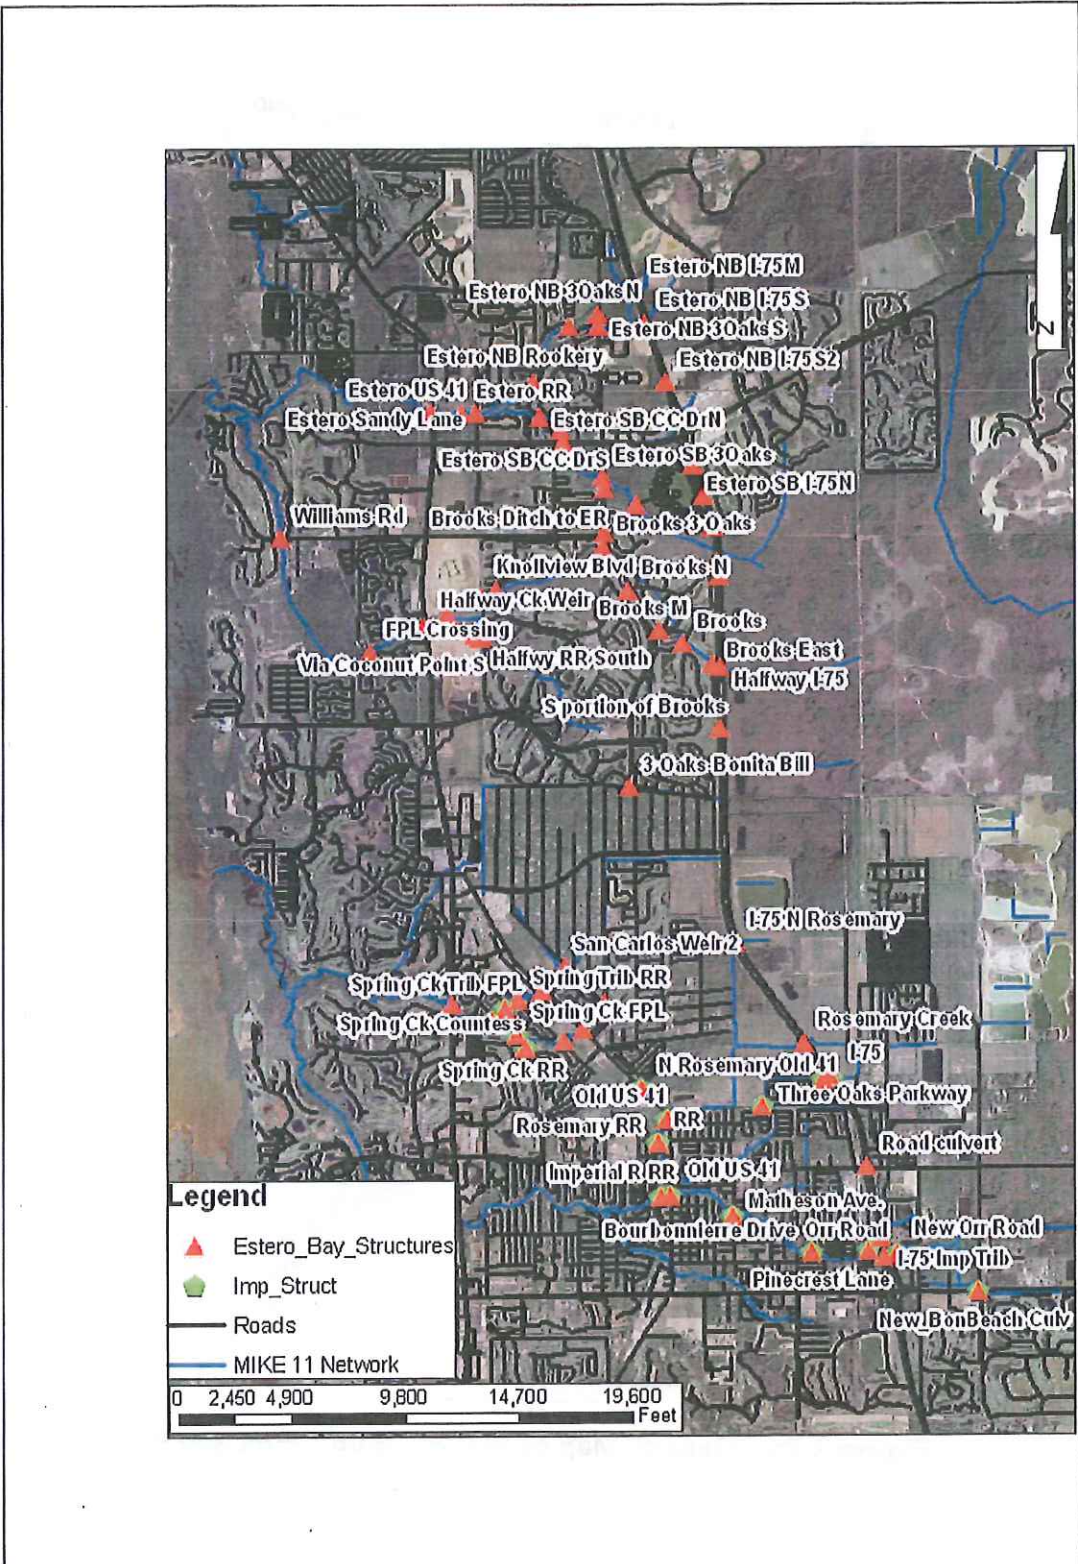 Z
Estero NB I-75M
Estero NB 3Oaks N
Estero NB I-75 S
Estero NB 3Oaks S
Estero NB Rookery
Estero NB I-75 S2
Estero US 41
Estero RR
Estero Sandy Lane
Estero SB CC DrN
Estero SB CC DrS
Estero SB 3Oaks
Estero SB I-75N
Williams Rd
Brooks Ditch to ER
Brooks 3 Oaks
Knollview Blvd
Brooks N
Halfway Ck Weir
Brooks M
Brooks
FPL Crossing
Via Coconut Point S
Halfwy RR South
Brooks East
Halfway I-75
S portion of Brooks
3 Oaks Bonita Bill
I-75 N Rosemary
San Carlos Weir 2
Spring Ck Trib FPL
Spring Trib RR
Spring Ck Countess
Spring Ck FPL
Rosemary Creek
Spring Ck RR
N Rosemary Old 41
I-75
Old US 41
Three Oaks Parkway
Rosemary RR
RR
Road culvert
Imperial R RR
Old US 41
Matheson Ave.
Bourbonnierre Drive
Orr Road
New Orr Road
I-75 Imp Trib
Pinecrest Lane
New_BonBeach Culv
Legend
Estero_Bay_Structures
Imp_Struct
Roads
MIKE 11 Network
0 2,450 4,900 9,800 14,700 19,600
Feet